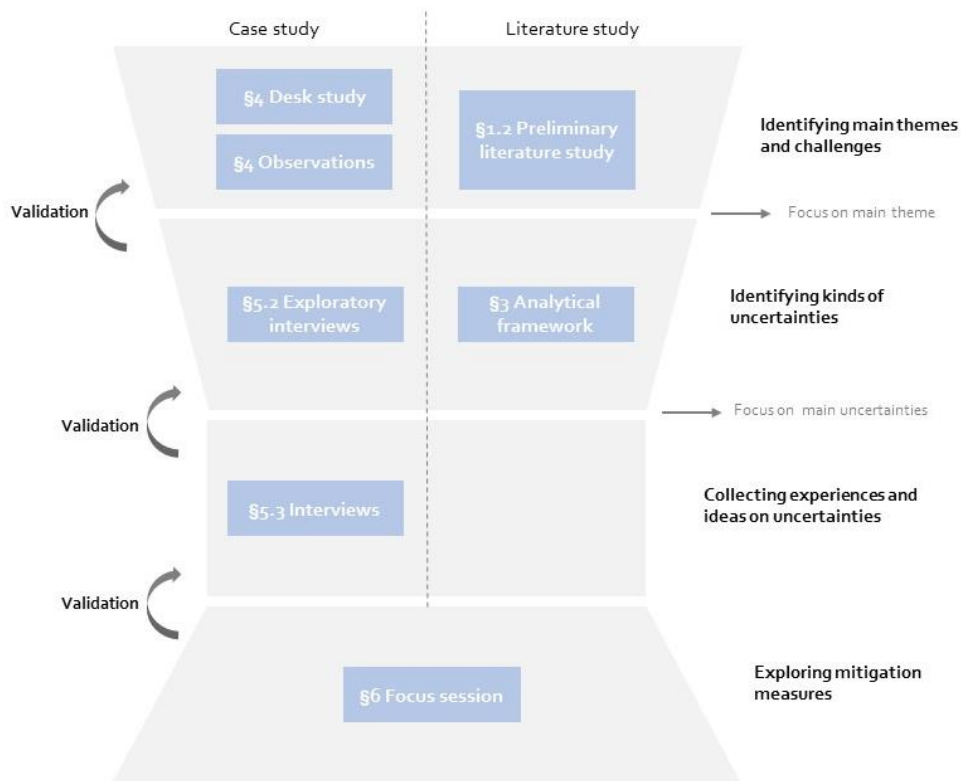 Case study
Literature study
§4 Desk study
§4 Observations
§1.2 Preliminary
literature study
Identifying main themes
and challenges
Validation
Focus on main theme
§5.2 Exploratory
interviews
§3 Analytical
framework
Identifying kinds of
uncertainties
Validation
Focus on main uncertainties
§5.3 Interviews
Collecting experiences and
ideas on uncertainties
Validation
§6 Focus session
Exploring mitigation
measures